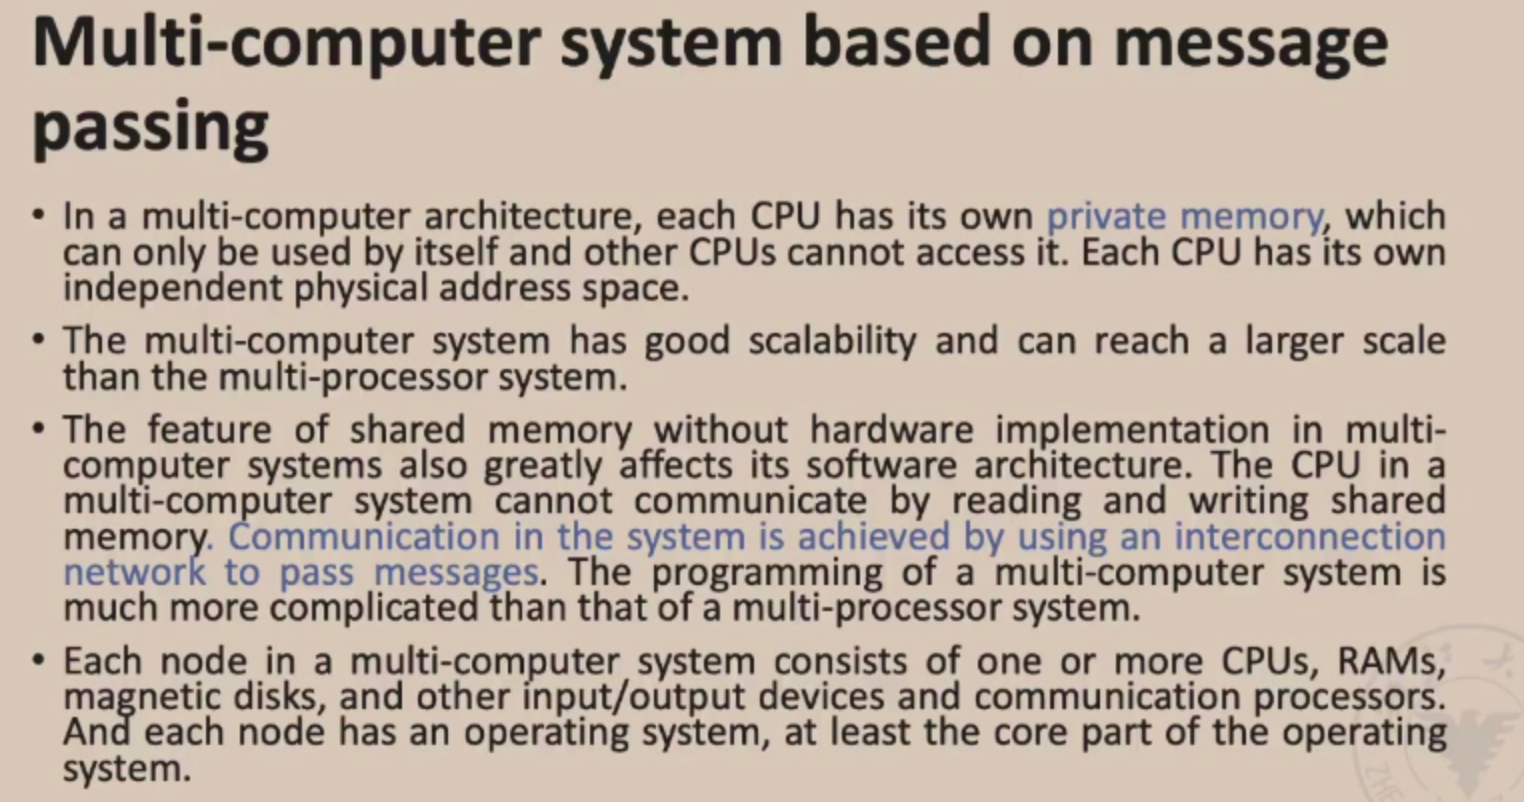 Multi-computer system based on message
passing
• In a multi-computer architecture, each CPU has its own private memory, which
can only be used by itself and other CPUs cannot access it. Each CPU has its own
independent physical address space.
• The multi-computer system has good scalability and can reach a larger scale
than the multi-processor system.
• The feature of shared memory without hardware implementation in multi-
computer systems also greatly affects its software architecture. The CPU in a
multi-computer system cannot communicate by reading and writing shared
memory. Communication in the system is achieved by using an interconnection
network to pass messages. The programming of a multi-computer system is
much more complicated than that of a multi-processor system.
• Each node in a multi-computer system consists of one or more CPUs, RAMs,
magnetic disks, and other input/output devices and communication processors.
And each node has an operating system, at least the core part of the operating
system.